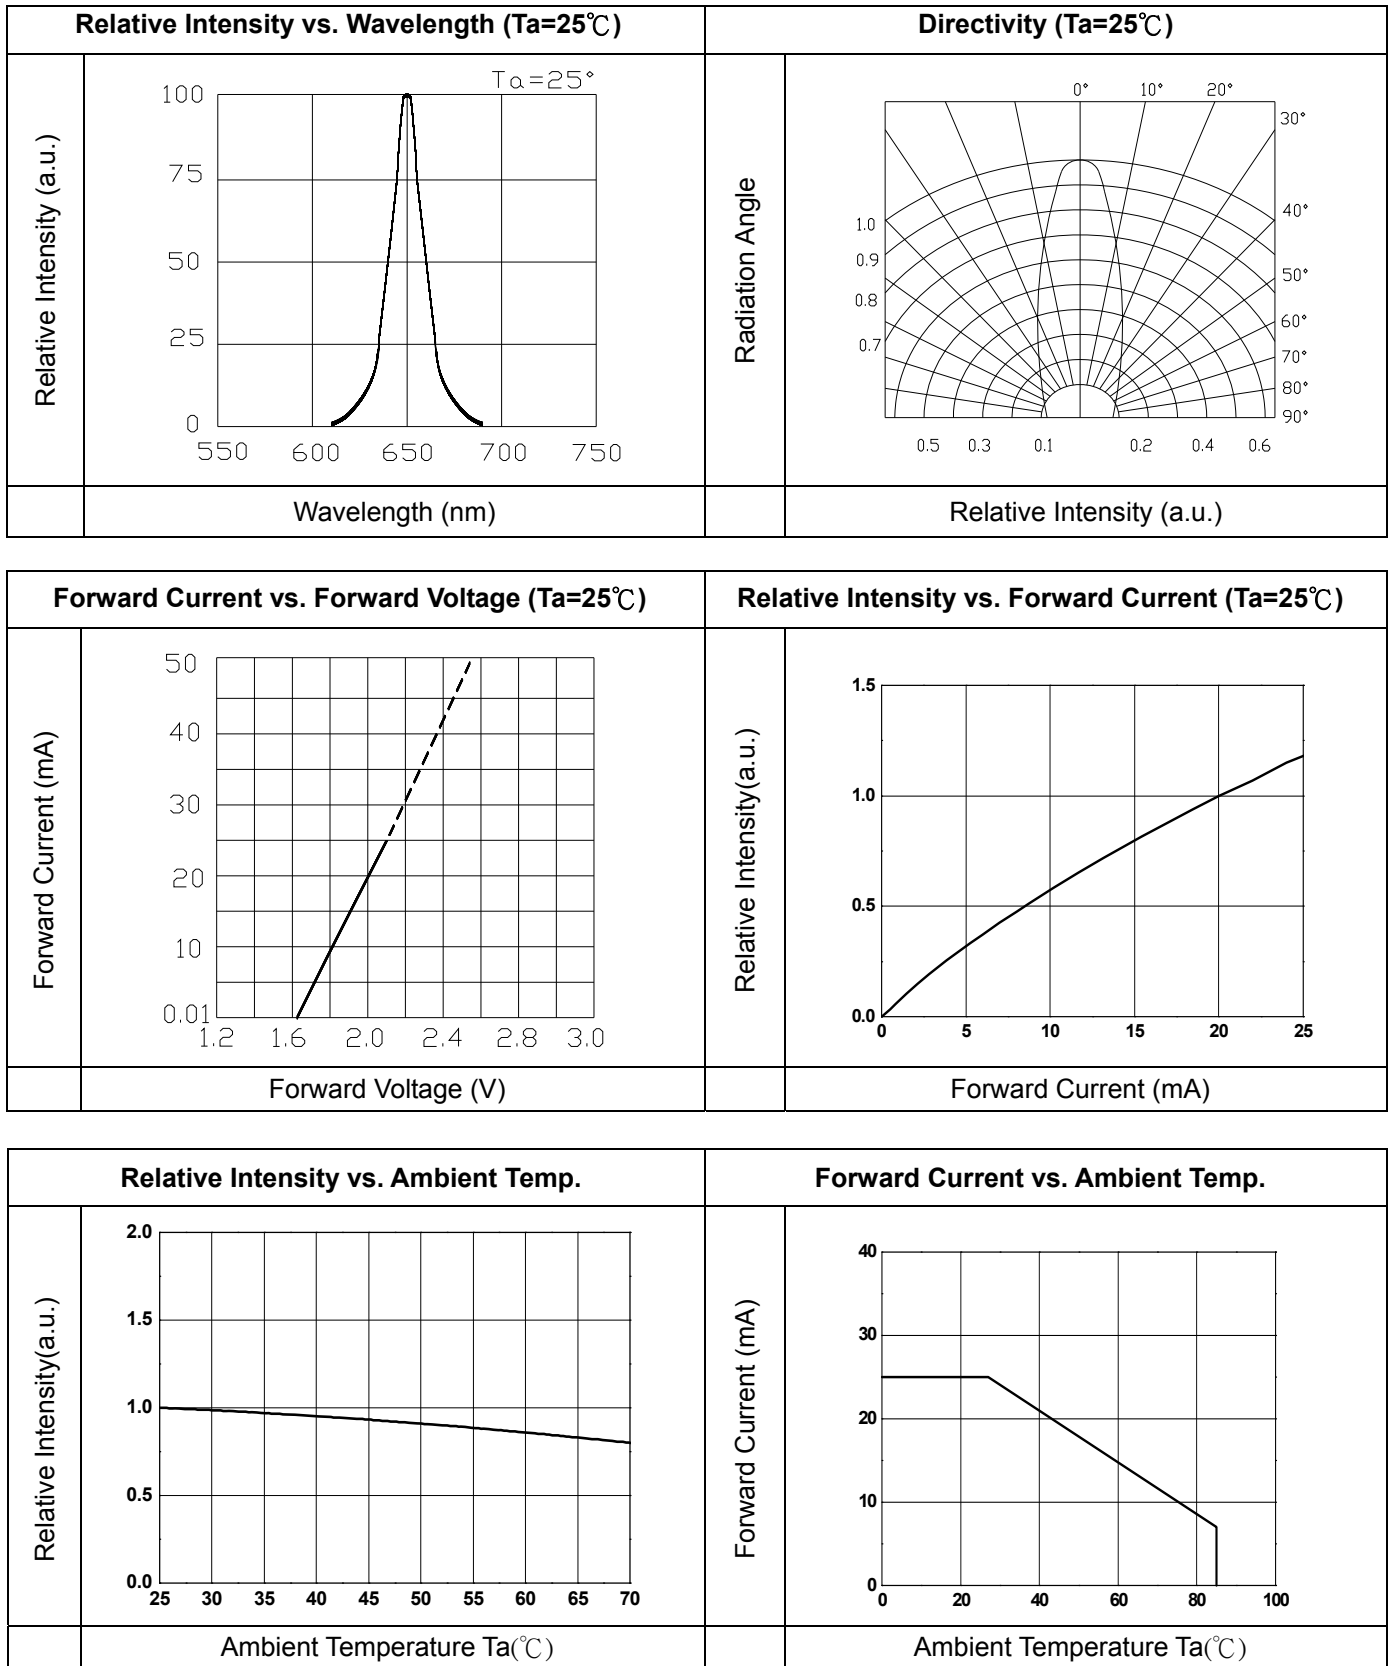 Relative Intensity vs. Wavelength (Ta=25℃)
Directivity (Ta=25℃)
Relative Intensity (a.u.)
Ta=25°
100
75
50
25
0
550 600 650 700 750
Wavelength (nm)
Radiation Angle
0° 10° 20°
30°
40°
50°
60°
70°
80°
90°
1.0
0.9
0.8
0.7
0.5 0.3 0.1 0.2 0.4 0.6
Relative Intensity (a.u.)
Forward Current vs. Forward Voltage (Ta=25℃)
Relative Intensity vs. Forward Current (Ta=25℃)
Forward Current (mA)
50
40
30
20
10
0.01
1.2 1.6 2.0 2.4 2.8 3.0
Forward Voltage (V)
Relative Intensity(a.u.)
1.5
1.0
0.5
0.0
0 5 10 15 20 25
Forward Current (mA)
Relative Intensity vs. Ambient Temp.
Forward Current vs. Ambient Temp.
Relative Intensity(a.u.)
2.0
1.5
1.0
0.5
0.0
25 30 35 40 45 50 55 60 65 70
Ambient Temperature Ta(℃)
Forward Current (mA)
40
30
20
10
0
0 20 40 60 80 100
Ambient Temperature Ta(℃)